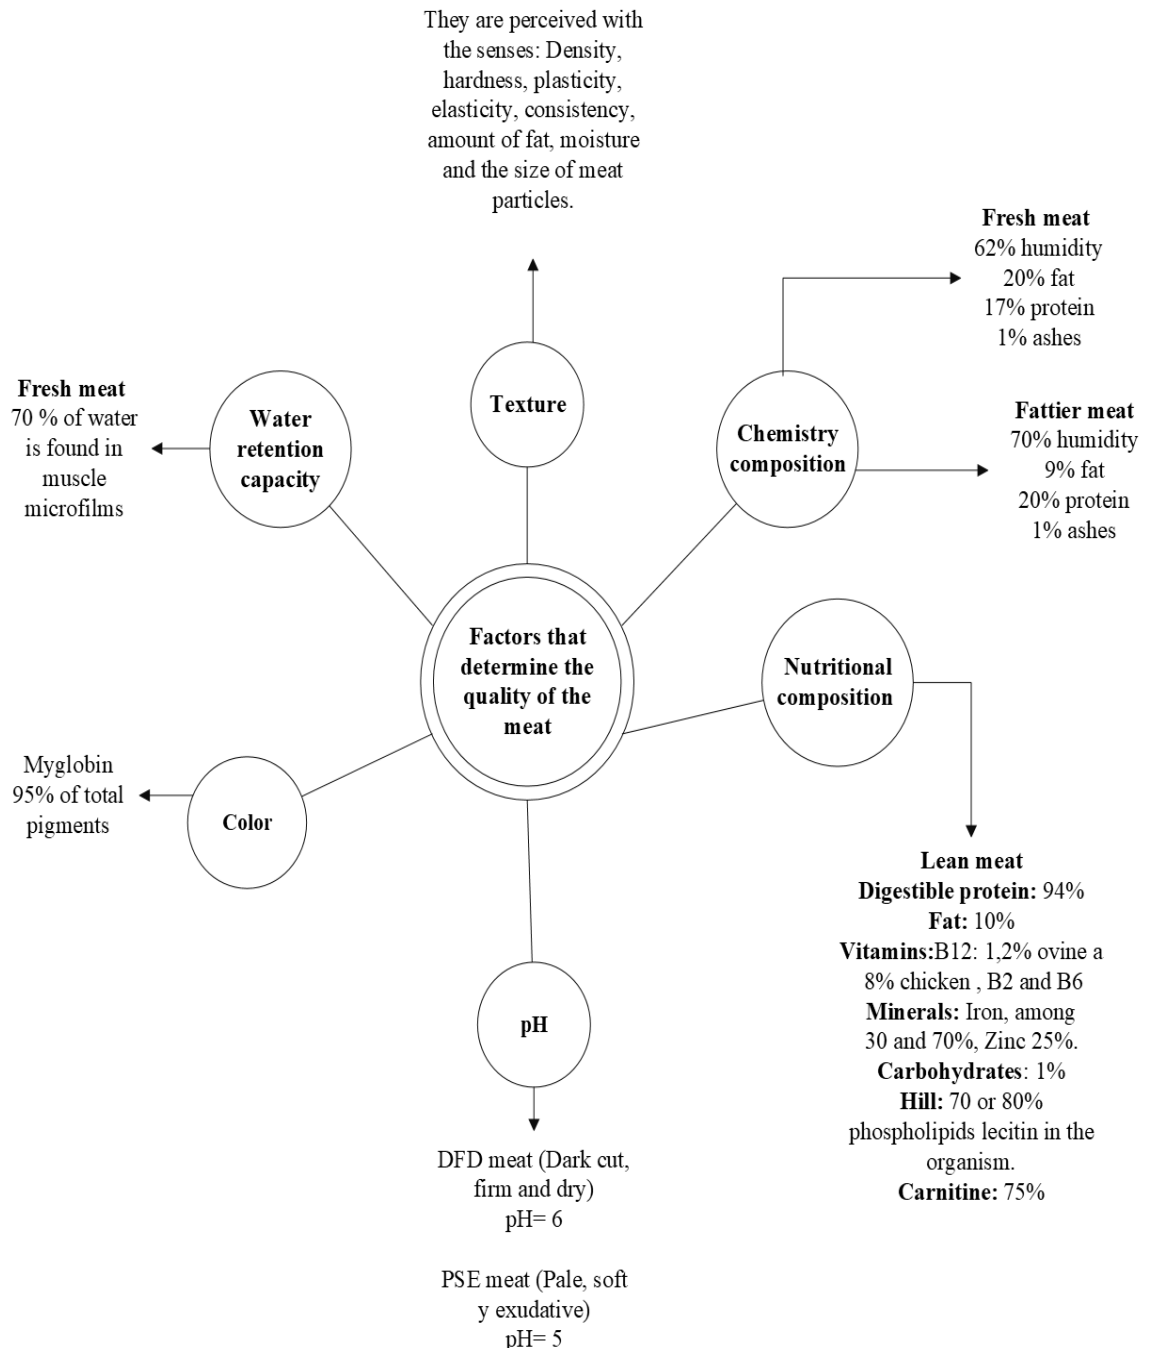 They are perceived with
the senses: Density,
hardness, plasticity,
elasticity, consistency,
amount of fat, moisture
and the size of meat
particles.
Texture
Fresh meat
62% humidity
20% fat
17% protein
1% ashes
Chemistry
composition
Fattier meat
70% humidity
9% fat
20% protein
1% ashes
Fresh meat
70 % of water
is found in
muscle
microfilms
Water
retention
capacity
Factors that
determine the
quality of the
meat
Nutritional
composition
Lean meat
Digestible protein: 94%
Fat: 10%
Vitamins:B12: 1,2% ovine a
8% chicken , B2 and B6
Minerals: Iron, among
30 and 70%, Zinc 25%.
Carbohydrates: 1%
Hill: 70 or 80%
phospholipids lecitin in the
organism.
Carnitine: 75%
Myglobin
95% of total
pigments
Color
pH
DFD meat (Dark cut,
firm and dry)
pH= 6
PSE meat (Pale, soft
y exudative)
pH= 5